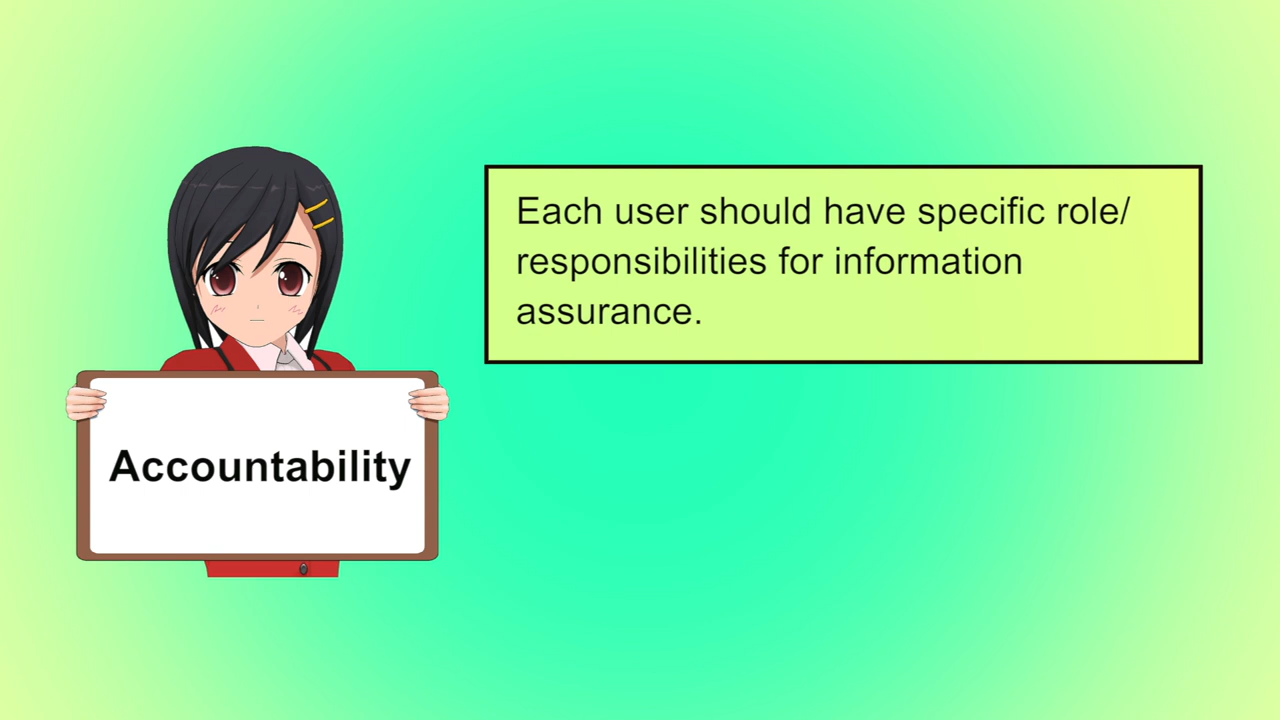 Each user should have specific role/
responsibilities for information
assurance.
Accountability